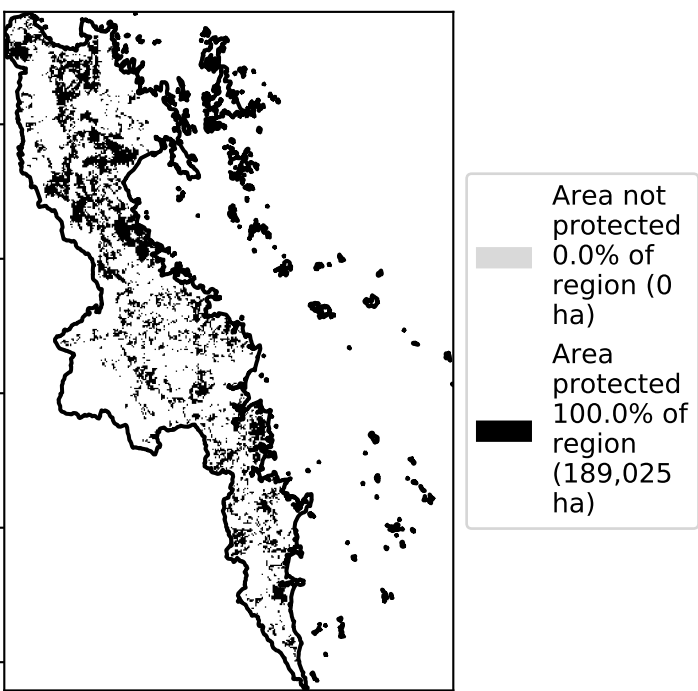 Area not
protected
0.0% of
region (0
ha)
Area
protected
100.0% of
region
(189,025
ha)